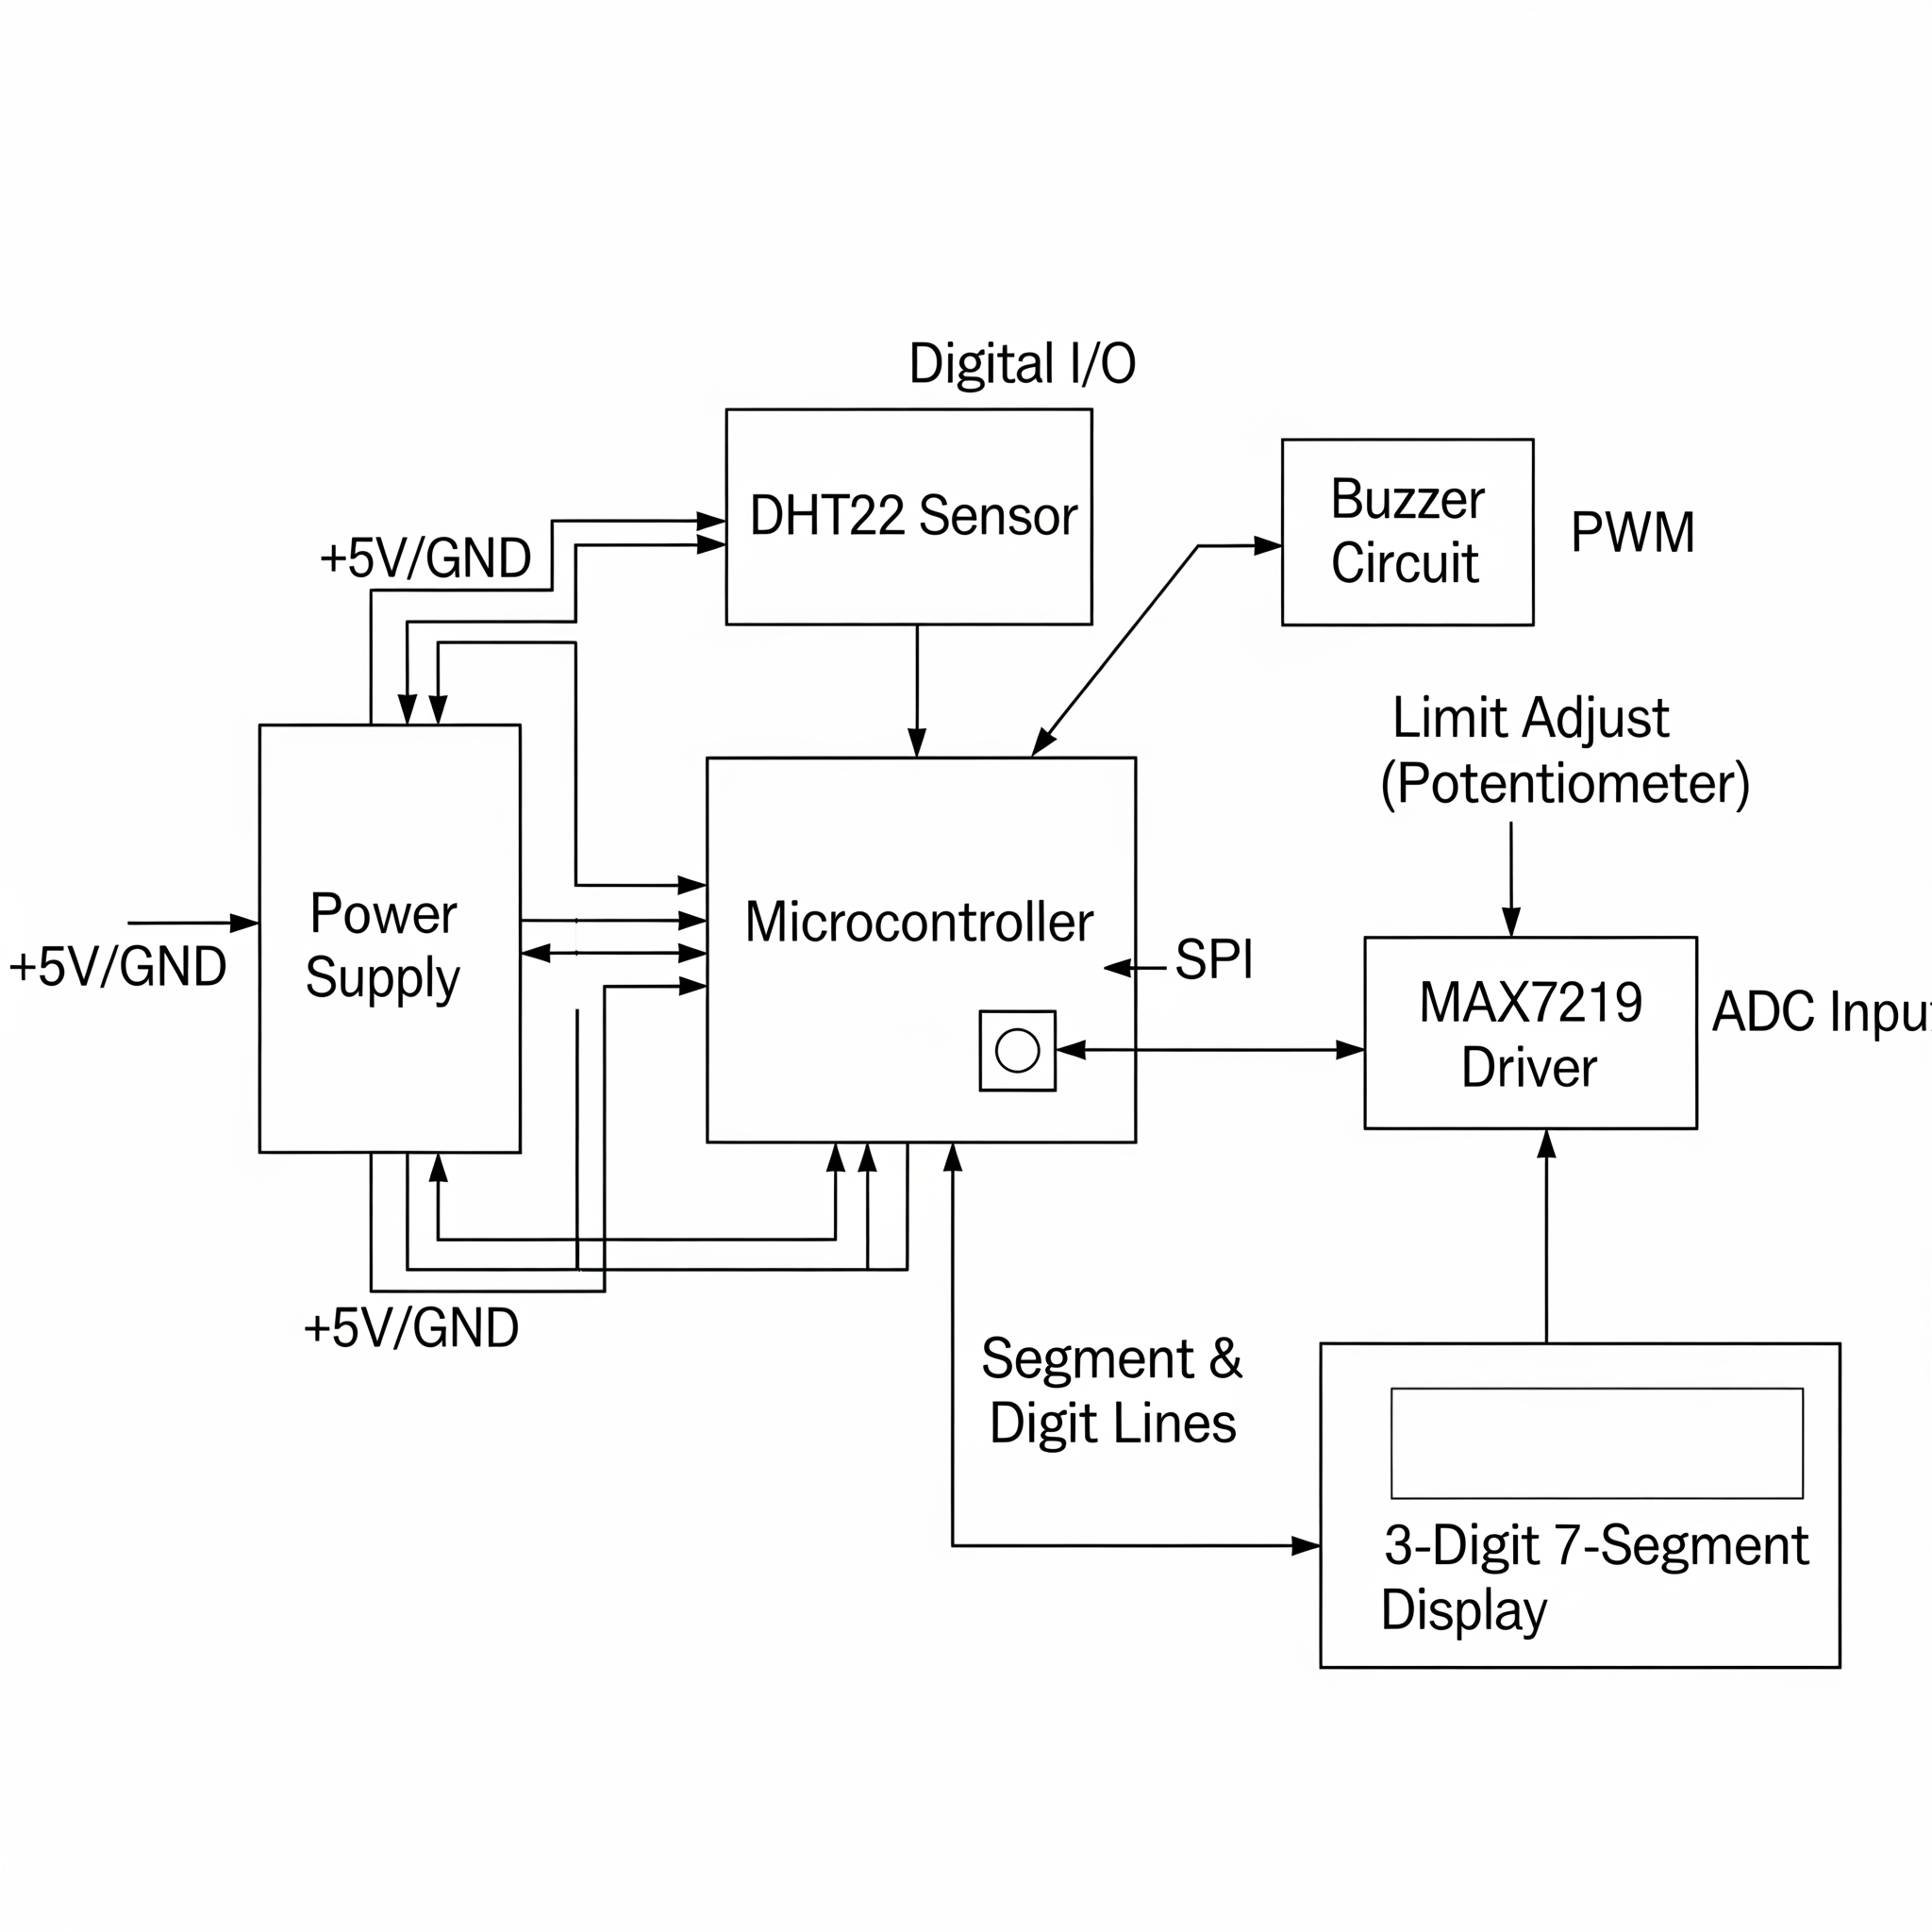 Digital I/O
DHT22 Sensor
Buzzer
Circuit
PWM
+5V/GND
Limit Adjust
(Potentiometer)
Power
Supply
+5V/GND
Microcontroller
SPI
MAX7219
Driver
ADC Inpu
+5V/GND
Segment &
Digit Lines
3-Digit 7-Segment
Display